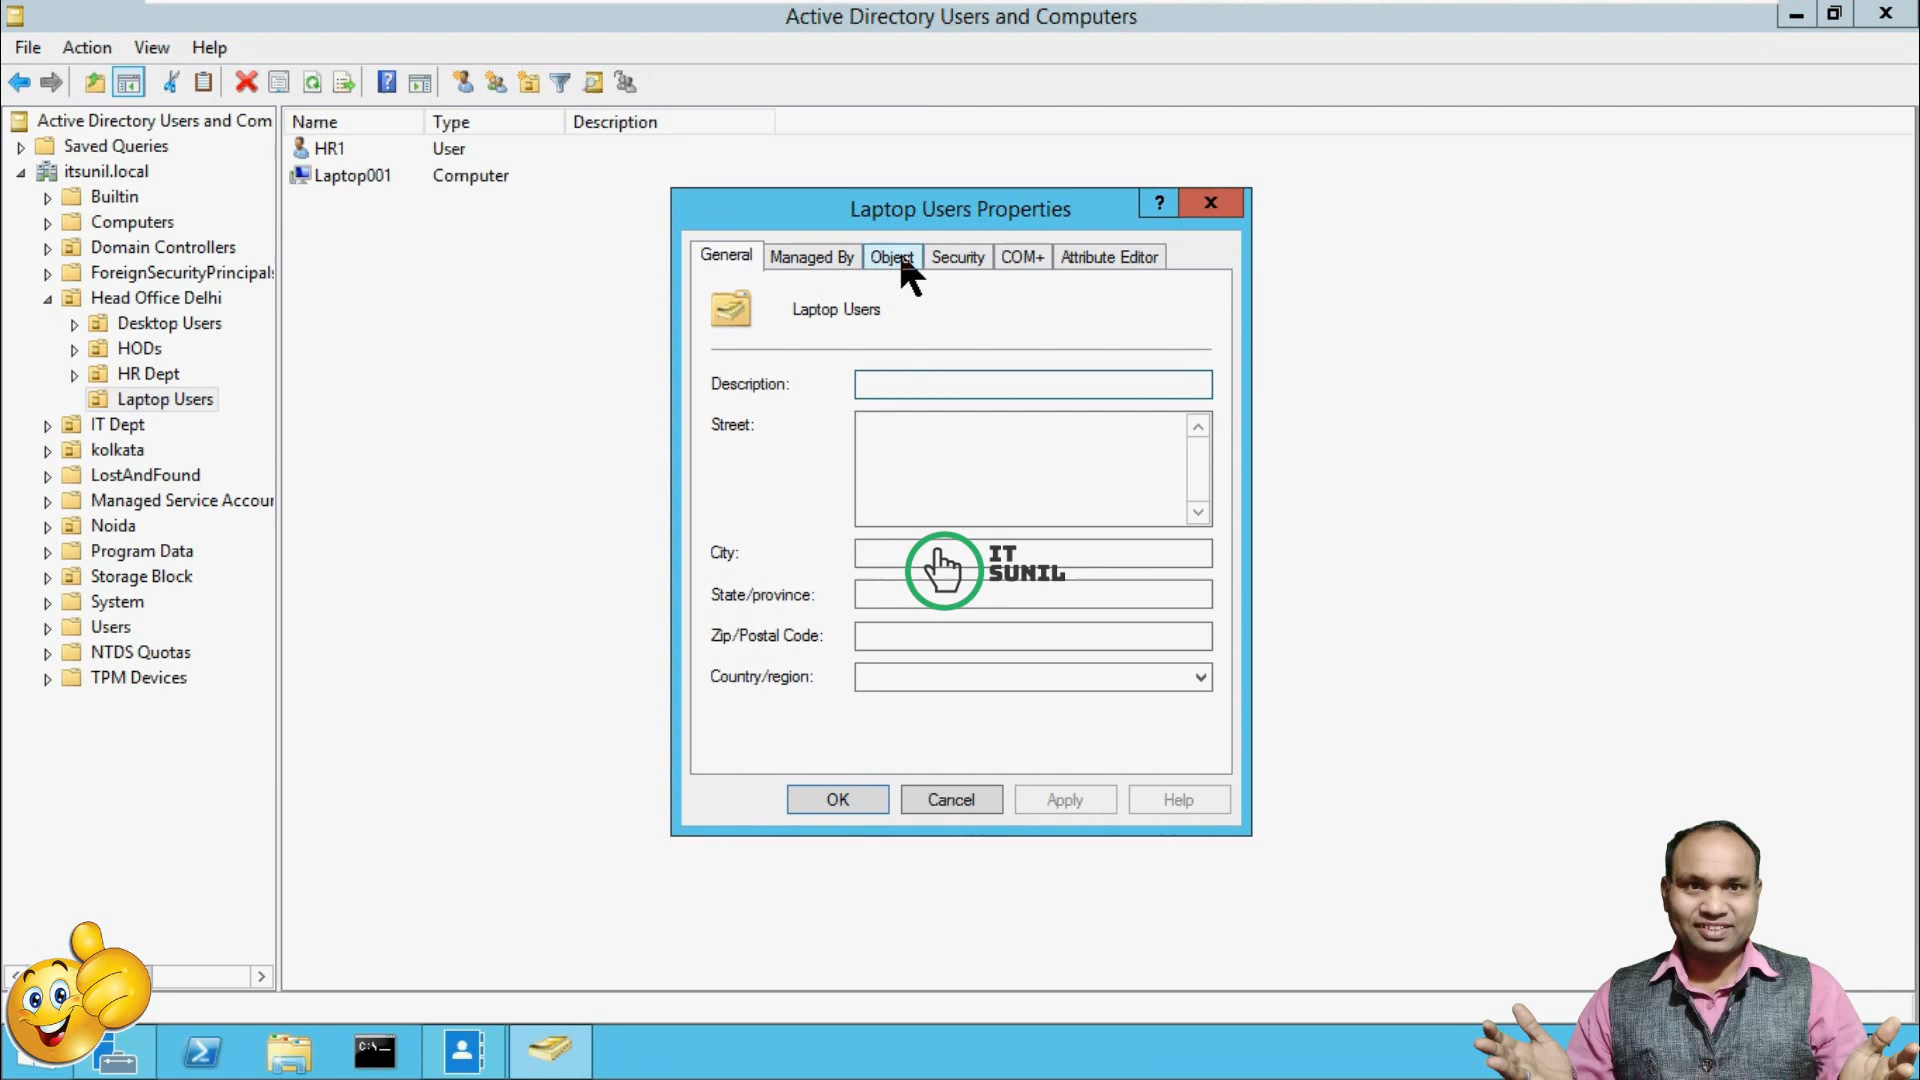 Active Directory Users and Computers
File Action View Help
Active Directory Users and Com
Saved Queries
itsunil.local
Builtin
Computers
Domain Controllers
ForeignSecurityPrincipals
Head Office Delhi
Desktop Users
HODs
HR Dept
Laptop Users
IT Dept
kolkata
LostAndFound
Managed Service Accour
Noida
Program Data
Storage Block
System
Users
NTDS Quotas
TPM Devices
Name Type Description
HR1 User
Laptop001 Computer
Laptop Users Properties
? X
General Managed By Object Security COM+ Attribute Editor
Laptop Users
Description:
Street:
City:
State/province:
Zip/Postal Code:
Country/region:
IT
SUNIL
OK Cancel Apply Help
C:\_